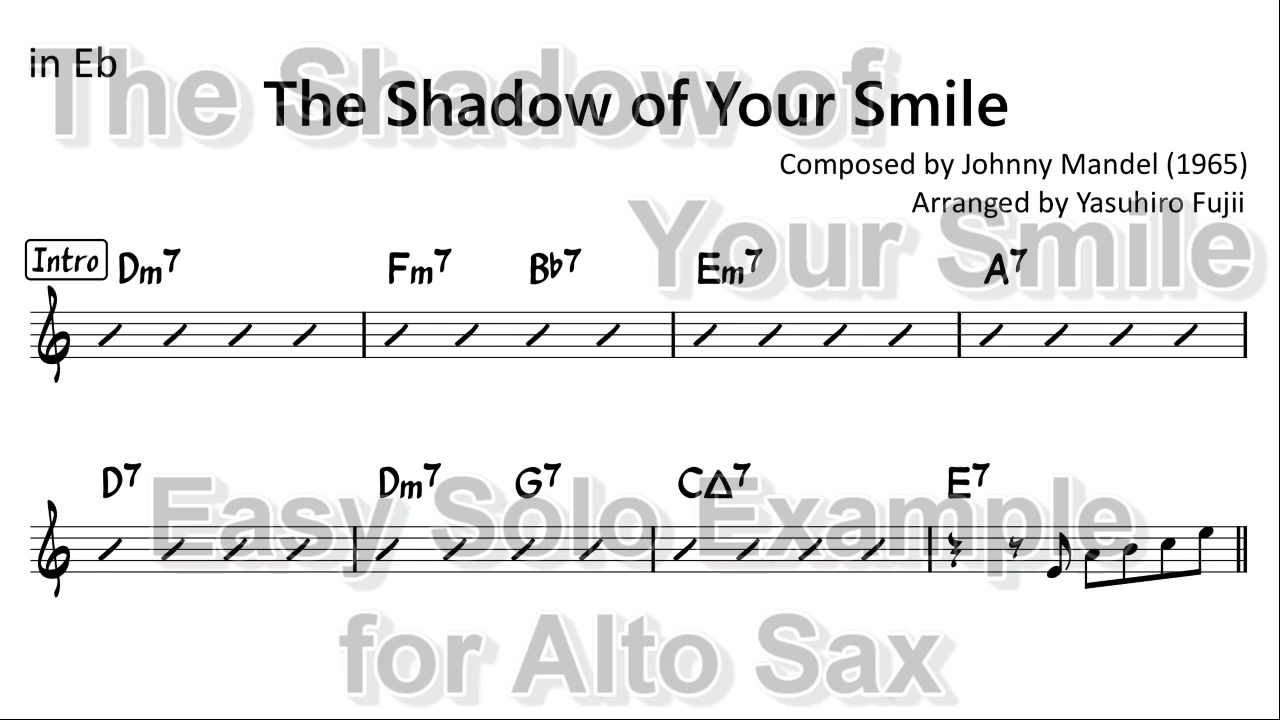 in Eb
The Shadow of Your Smile
The Shadow of
Composed by Johnny Mandel (1965)
Arranged by Yasuhiro Fujii
Your Smile
Intro Dm7 Fm7 Bb7 Em7 A7
D7 Dm7 G7 C△7 E7
Easy Solo Example
for Alto Sax